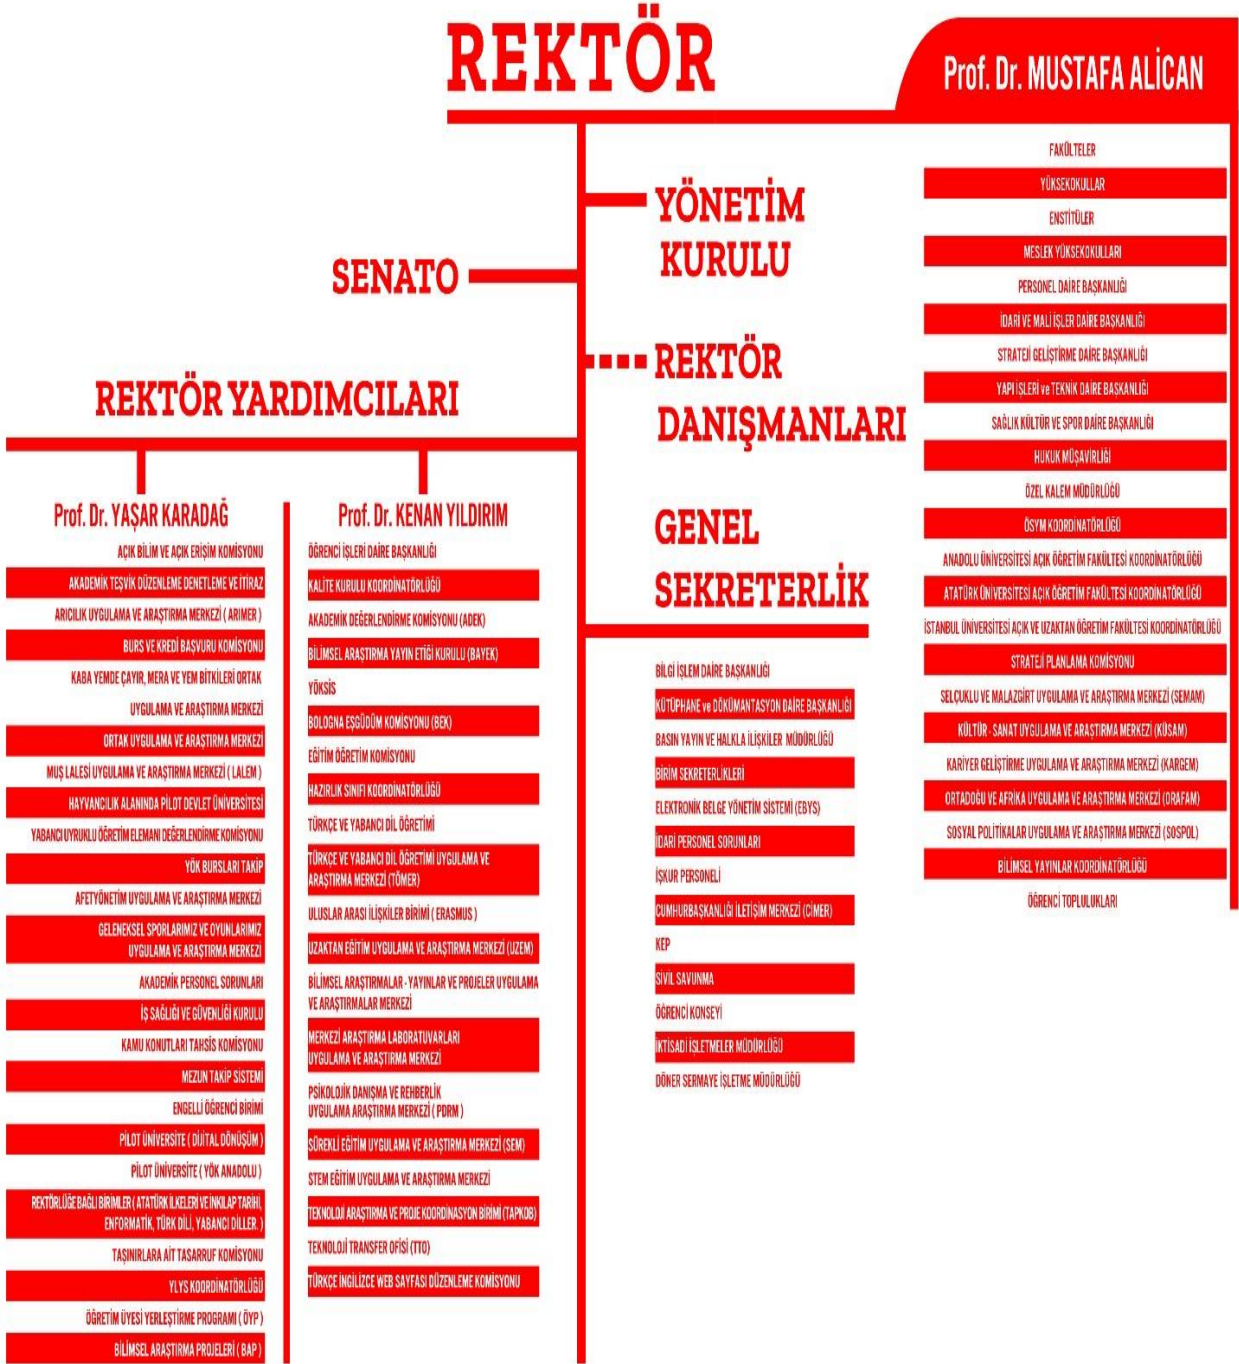 REKTÖR
Prof. Dr. MUSTAFA ALİCAN
FAKÜLTELER
YÜKSEKOKULLAR
ENSTİTÜLER
MESLEK YÜKSEKOKULLARI
PERSONEL DAİRE BAŞKANLIĞI
İDARİ VE MALİ İŞLER DAİRE BAŞKANLIĞI
STRATEJİ GELİŞTİRME DAİRE BAŞKANLIĞI
YAPI İŞLERİ ve TEKNİK DAİRE BAŞKANLIĞI
SAĞLIK KÜLTÜR VE SPOR DAİRE BAŞKANLIĞI
HUKUK MÜŞAVİRLİĞİ
ÖZEL KALEM MÜDÜRLÜĞÜ
ÖSYM KOORDİNATÖRLÜĞÜ
ANADOLU ÜNİVERSİTESİ AÇIK ÖĞRETİM FAKÜLTESİ KOORDİNATÖRLÜĞÜ
ATATÜRK ÜNİVERSİTESİ AÇIK ÖĞRETİM FAKÜLTESİ KOORDİNATÖRLÜĞÜ
İSTANBUL ÜNİVERSİTESİ AÇIK VE UZAKTAN ÖĞRETİM FAKÜLTESİ KOORDİNATÖRLÜĞÜ
STRATEJİ PLANLAMA KOMİSYONU
SELÇUKLU VE MALAZGİRT UYGULAMA VE ARAŞTIRMA MERKEZİ (SEMAM)
KÜLTÜR - SANAT UYGULAMA VE ARAŞTIRMA MERKEZİ (KÜSAM)
KARİYER GELİŞTİRME UYGULAMA VE ARAŞTIRMA MERKEZİ (KARGEM)
ORTADOĞU VE AFRİKA UYGULAMA VE ARAŞTIRMA MERKEZİ (ORAFAM)
SOSYAL POLİTİKALAR UYGULAMA VE ARAŞTIRMA MERKEZİ (SOSPOL)
BİLİMSEL YAYINLAR KOORDİNATÖRLÜĞÜ
ÖĞRENCİ TOPLULUKLARI
YÖNETİM
KURULU
SENATO
REKTÖR
DANIŞMANLARI
REKTÖR YARDIMCILARI
Prof. Dr. YAŞAR KARADAĞ
AÇIK BİLİM VE AÇIK ERİŞİM KOMİSYONU
AKADEMİK TEŞVİK DÜZENLEME DENETLEME VE İTİRAZ
ARICILIK UYGULAMA VE ARAŞTIRMA MERKEZİ ( ARIMER )
BURS VE KREDİ BAŞVURU KOMİSYONU
KABA YEMDE ÇAYIR, MERA VE YEM BİTKİLERİ ORTAK
UYGULAMA VE ARAŞTIRMA MERKEZİ
ORTAK UYGULAMA VE ARAŞTIRMA MERKEZİ
MUŞ LALESİ UYGULAMA VE ARAŞTIRMA MERKEZİ ( LALEM )
HAYVANCILIK ALANINDA PİLOT DEVLET ÜNİVERSİTESİ
YABANCI UYRUKLU ÖĞRETİM ELEMANI DEĞERLENDİRME KOMİSYONU
YÖK BURSLARI TAKİP
AFETYÖNETİM UYGULAMA VE ARAŞTIRMA MERKEZİ
GELENEKSEL SPORLARIMIZ VE OYUNLARIMIZ
UYGULAMA VE ARAŞTIRMA MERKEZİ
AKADEMİK PERSONEL SORUNLARI
İŞ SAĞLIĞI VE GÜVENLİĞİ KURULU
KAMU KONUTLARI TAHSİS KOMİSYONU
MEZUN TAKİP SİSTEMİ
ENGELLİ ÖĞRENCİ BİRİMİ
PİLOT ÜNİVERSİTE ( DİJİTAL DÖNÜŞÜM )
PİLOT ÜNİVERSİTE ( YÖK ANADOLU )
REKTÖRLÜĞE BAĞLI BİRİMLER ( ATATÜRK İLKELERİ VE İNKILAP TARİHİ,
ENFORMATİK, TÜRK DİLİ, YABANCI DİLLER. )
TAŞINIRLARA AİT TASARRUF KOMİSYONU
YLYS KOORDİNATÖRLÜĞÜ
ÖĞRETİM ÜYESİ YERLEŞTİRME PROGRAMI ( ÖYP )
BİLİMSEL ARAŞTIRMA PROJELERİ ( BAP )
Prof. Dr. KENAN YILDIRIM
ÖĞRENCİ İŞLERİ DAİRE BAŞKANLIĞI
KALİTE KURULU KOORDİNATÖRLÜĞÜ
AKADEMİK DEĞERLENDİRME KOMİSYONU (ADEK)
BİLİMSEL ARAŞTIRMA YAYIN ETİĞİ KURULU (BAYEK)
YÖKSİS
BOLOGNA EŞGÜDÜM KOMİSYONU (BEK)
EĞİTİM ÖĞRETİM KOMİSYONU
HAZIRLIK SINIFI KOORDİNATÖRLÜĞÜ
TÜRKÇE VE YABANCI DİL ÖĞRETİMİ
TÜRKÇE VE YABANCI DİL ÖĞRETİMİ UYGULAMA VE
ARAŞTIRMA MERKEZİ (TÖMER)
ULUSLAR ARASI İLİŞKİLER BİRİMİ ( ERASMUS )
UZAKTAN EĞİTİM UYGULAMA VE ARAŞTIRMA MERKEZİ (UZEM)
BİLİMSEL ARAŞTIRMALAR - YAYINLAR VE PROJELER UYGULAMA
VE ARAŞTIRMALAR MERKEZİ
MERKEZİ ARAŞTIRMA LABORATUVARLARI
UYGULAMA VE ARAŞTIRMA MERKEZİ
PSİKOLOJİK DANIŞMA VE REHBERLİK
UYGULAMA ARAŞTIRMA MERKEZİ ( PDRM )
SÜREKLİ EĞİTİM UYGULAMA VE ARAŞTIRMA MERKEZİ (SEM)
STEM EĞİTİM UYGULAMA VE ARAŞTIRMA MERKEZİ
TEKNOLOJİ ARAŞTIRMA VE PROJE KOORDİNASYON BİRİMİ (TAPKOB)
TEKNOLOJİ TRANSFER OFİSİ (TTO)
TÜRKÇE İNGİLİZCE WEB SAYFASI DÜZENLEME KOMİSYONU
GENEL
SEKRETERLİK
BİLGİ İŞLEM DAİRE BAŞKANLIĞI
KÜTÜPHANE ve DÖKÜMANTASYON DAİRE BAŞKANLIĞI
BASIN YAYIN VE HALKLA İLİŞKİLER MÜDÜRLÜĞÜ
BİRİM SEKRETERLİKLERİ
ELEKTRONİK BELGE YÖNETİM SİSTEMİ (EBYS)
İDARİ PERSONEL SORUNLARI
İŞKUR PERSONELİ
CUMHURBAŞKANLIĞI İLETİŞİM MERKEZİ (CİMER)
KEP
SİVİL SAVUNMA
ÖĞRENCİ KONSEYİ
İKTİSADİ İŞLETMELER MÜDÜRLÜĞÜ
DÖNER SERMAYE İŞLETME MÜDÜRLÜĞÜ